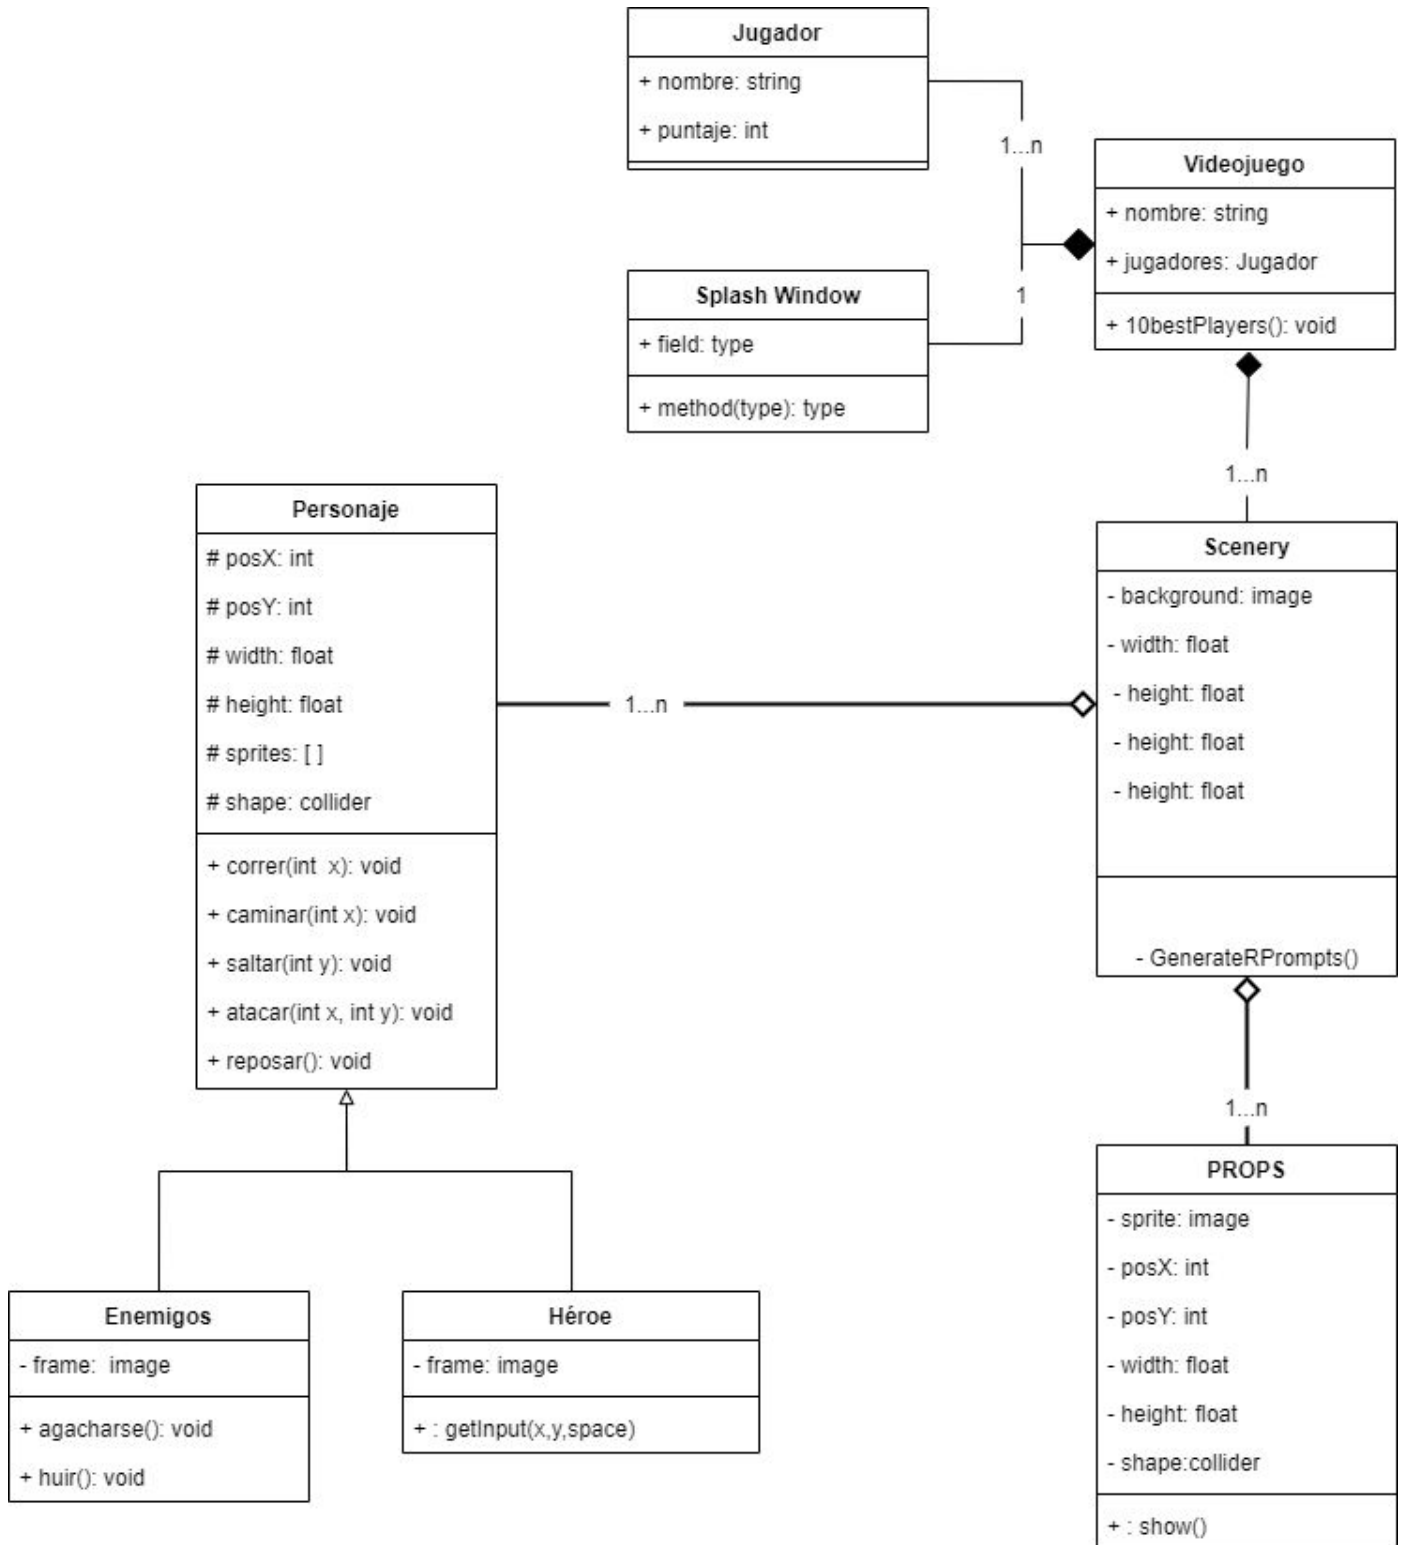 Jugador
+ nombre: string
+ puntaje: int
1...n
Videojuego
+ nombre: string
+ jugadores: Jugador
+ 10bestPlayers(): void
Splash Window
+ field: type
+ method(type): type
1
1...n
Personaje
# posX: int
# posY: int
# width: float
# height: float
# sprites: [ ]
# shape: collider
+ correr(int  x): void
+ caminar(int x): void
+ saltar(int y): void
+ atacar(int x, int y): void
+ reposar(): void
1...n
Scenery
- background: image
- width: float
- height: float
- height: float
- height: float
- GenerateRPrompts()
1...n
Enemigos
- frame:  image
+ agacharse(): void
+ huir(): void
Héroe
- frame: image
+ : getInput(x,y,space)
PROPS
- sprite: image
- posX: int
- posY: int
- width: float
- height: float
- shape:collider
+ : show()